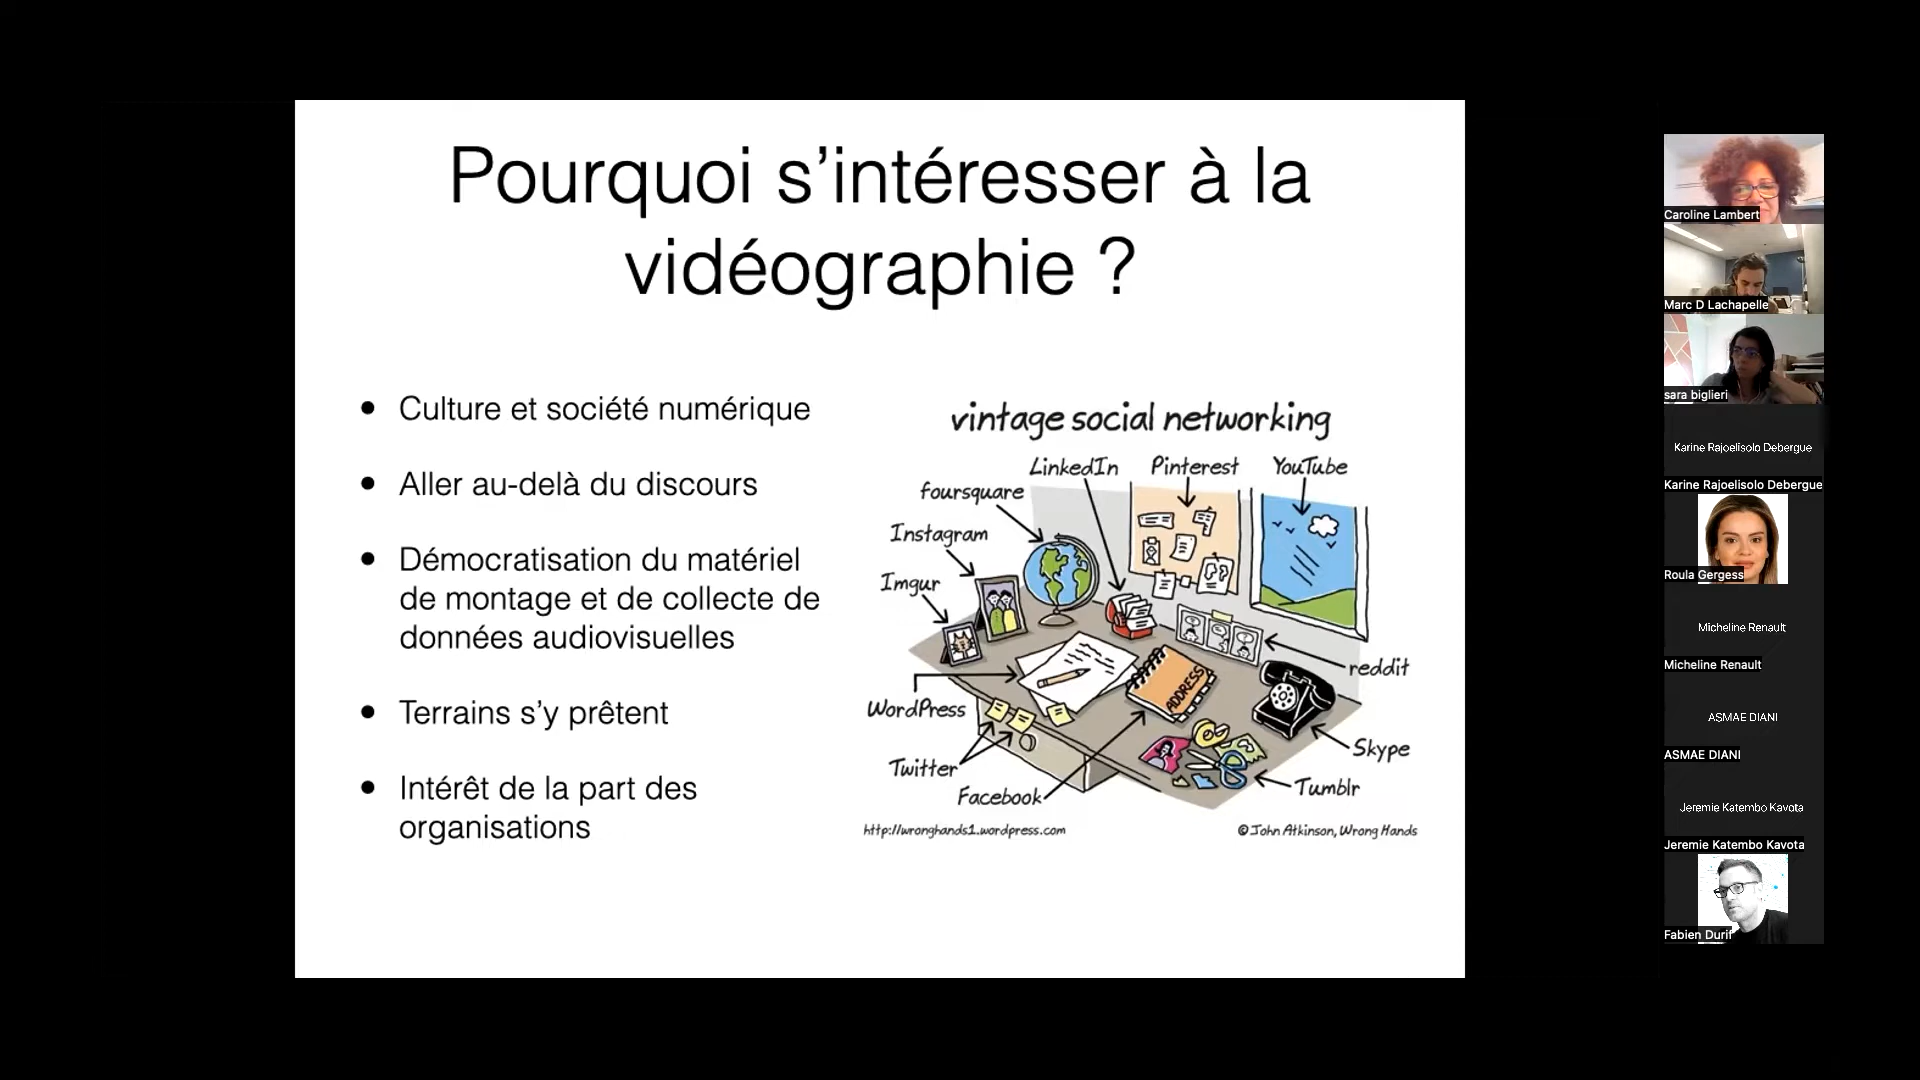 Pourquoi s’intéresser à la
vidéographie ?
• Culture et société numérique
• Aller au-delà du discours
• Démocratisation du matériel
de montage et de collecte de
données audiovisuelles
• Terrains s’y prêtent
• Intérêt de la part des
organisations
vintage social networking
LinkedIn
Pinterest
YouTube
foursquare
Instagram
Imgur
reddit
ADDRESS
WordPress
Skype
Twitter
Tumblr
Facebook
http://wronghands1.wordpress.com
© John Atkinson, Wrong Hands
Caroline Lambert
Marc D Lachapelle
sara biglieri
Karine Rajoelisolo Debergue
Karine Rajoelisolo Debergue
Roula Gergess
Micheline Renault
Micheline Renault
ASMAE DIANI
ASMAE DIANI
Jeremie Katembo Kavota
Jeremie Katembo Kavota
Fabien Durif